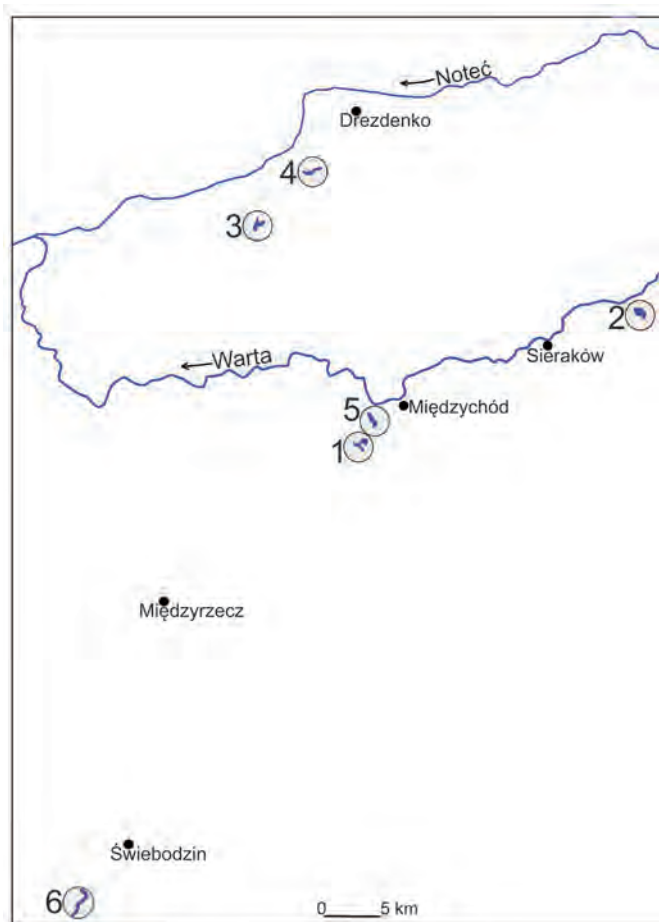 Noteć
Drezdenko
4
3
2
Sieraków
Warta
Międzychód
5
1
Międzyrzecz
Świebodzin
6
0 5 km